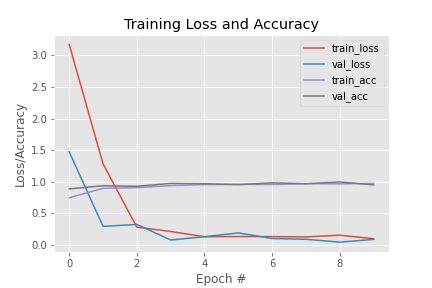 Training Loss and Accuracy
train_loss
val_loss
train_acc
val_acc
Loss/Accuracy
3.0
2.5
2.0
1.5
1.0
0.5
0.0
0 2 4 6 8
Epoch #